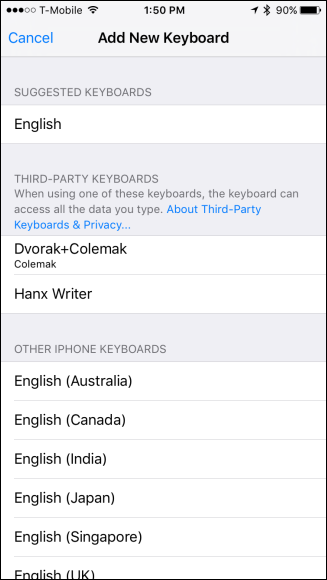 T-Mobile 1:50 PM 90%
Cancel Add New Keyboard
SUGGESTED KEYBOARDS
English
THIRD-PARTY KEYBOARDS
When using one of these keyboards, the keyboard can
access all the data you type. About Third-Party
Keyboards & Privacy...
Dvorak+Colemak
Colemak
Hanx Writer
OTHER IPHONE KEYBOARDS
English (Australia)
English (Canada)
English (India)
English (Japan)
English (Singapore)
English (UK)